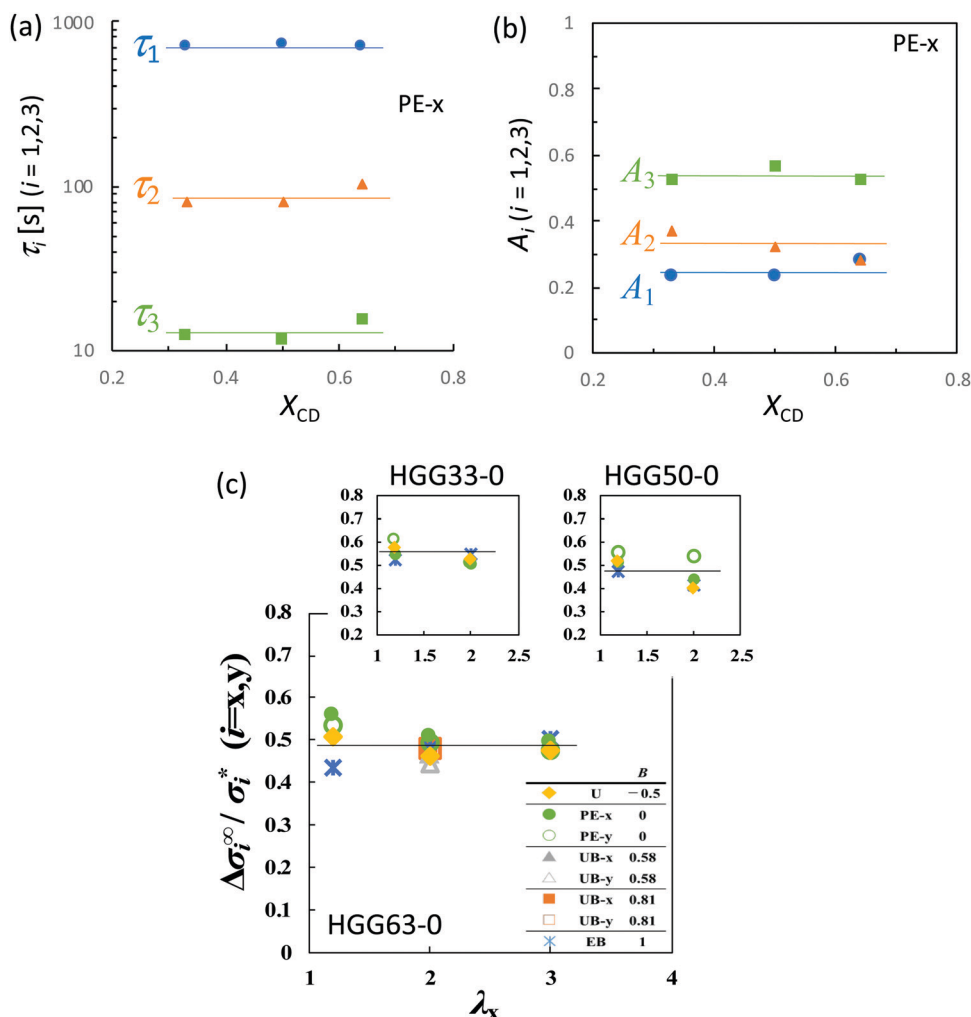 (a)
1000
100
10
τi [s] (i = 1,2,3)
τ1
τ2
τ3
PE-x
0.2 0.4 0.6 0.8
XCD
(b)
1
0.8
0.6
0.4
0.2
0
Ai (i = 1,2,3)
A3
A2
A1
PE-x
0.2 0.4 0.6 0.8
XCD
(c)
HGG33-0
0.8
0.7
0.6
0.5
0.4
0.3
0.2
1 1.5 2 2.5
HGG50-0
0.8
0.7
0.6
0.5
0.4
0.3
0.2
1 1.5 2 2.5
0.8
0.7
0.6
0.5
0.4
0.3
0.2
0.1
0
Δσi∞ / σi* (i=x,y)
B
U −0.5
PE-x 0
PE-y 0
UB-x 0.58
UB-y 0.58
UB-x 0.81
UB-y 0.81
EB 1
HGG63-0
1 2 3 4
λx